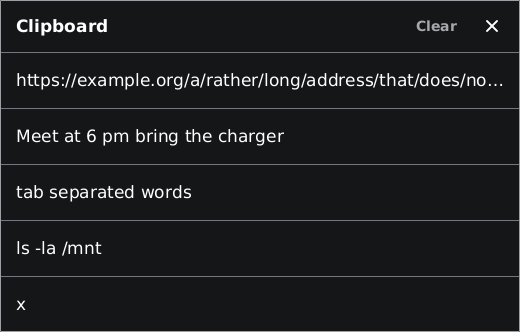 Clipboard Clear ✕
https://example.org/a/rather/long/address/that/does/no…
Meet at 6 pm bring the charger
tab separated words
ls -la /mnt
x